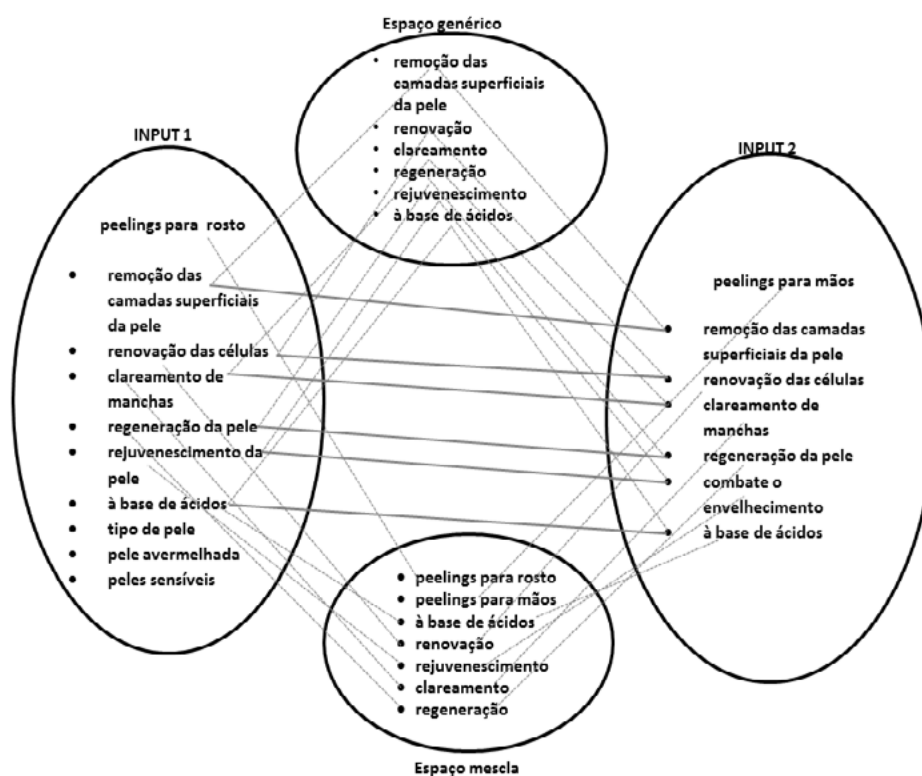 Espaço genérico
• remoção das
camadas superficiais
da pele
• renovação
• clareamento
• regeneração
• rejuvenescimento
• à base de ácidos
INPUT 1
peelings para rosto
• remoção das
camadas superficiais
da pele
• renovação das células
• clareamento de
manchas
• regeneração da pele
• rejuvenescimento da
pele
• à base de ácidos
• tipo de pele
• pele avermelhada
• peles sensíveis
INPUT 2
peelings para mãos
• remoção das camadas
superficiais da pele
• renovação das células
• clareamento de
manchas
• regeneração da pele
• combate o
envelhecimento
• à base de ácidos
• peelings para rosto
• peelings para mãos
• à base de ácidos
• renovação
• rejuvenescimento
• clareamento
• regeneração
Espaço mescla